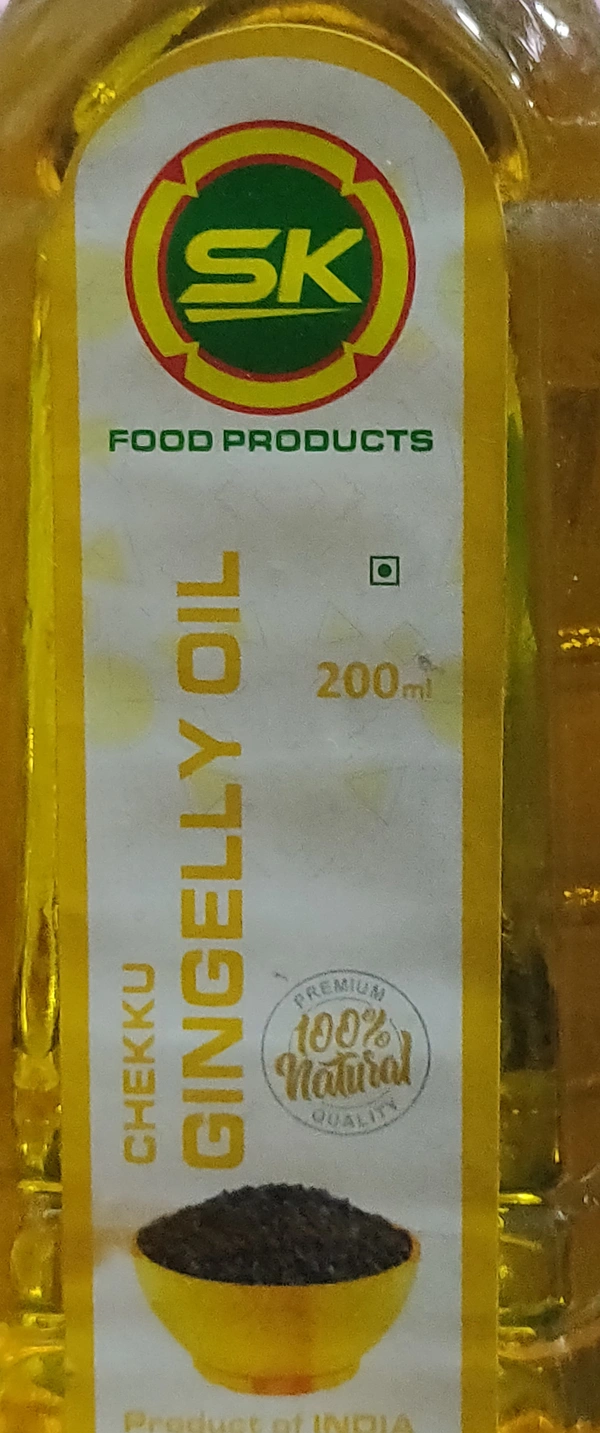 SK
FOOD PRODUCTS
200ml
CHEKKU
GINGELLY OIL
PREMIUM
100%
Natural
QUALITY
Product of INDIA